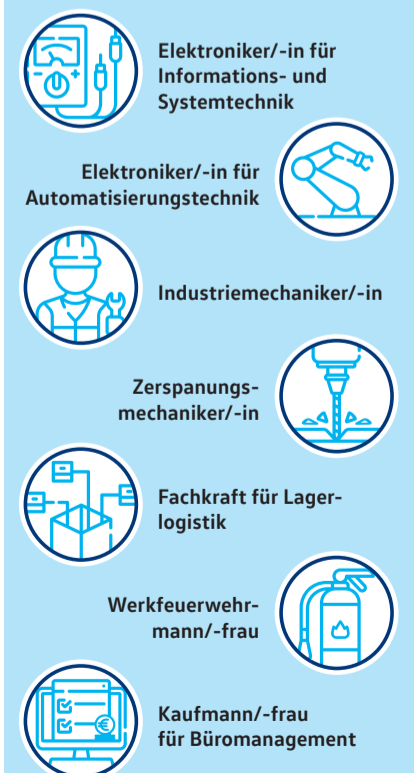 Elektroniker/-in für
Informations- und
Systemtechnik
Elektroniker/-in für
Automatisierungstechnik
Industriemechaniker/-in
Zerspanungs-
mechaniker/-in
Fachkraft für Lager-
logistik
Werkfeuerwehr-
mann/-frau
Kaufmann/-frau
für Büromanagement